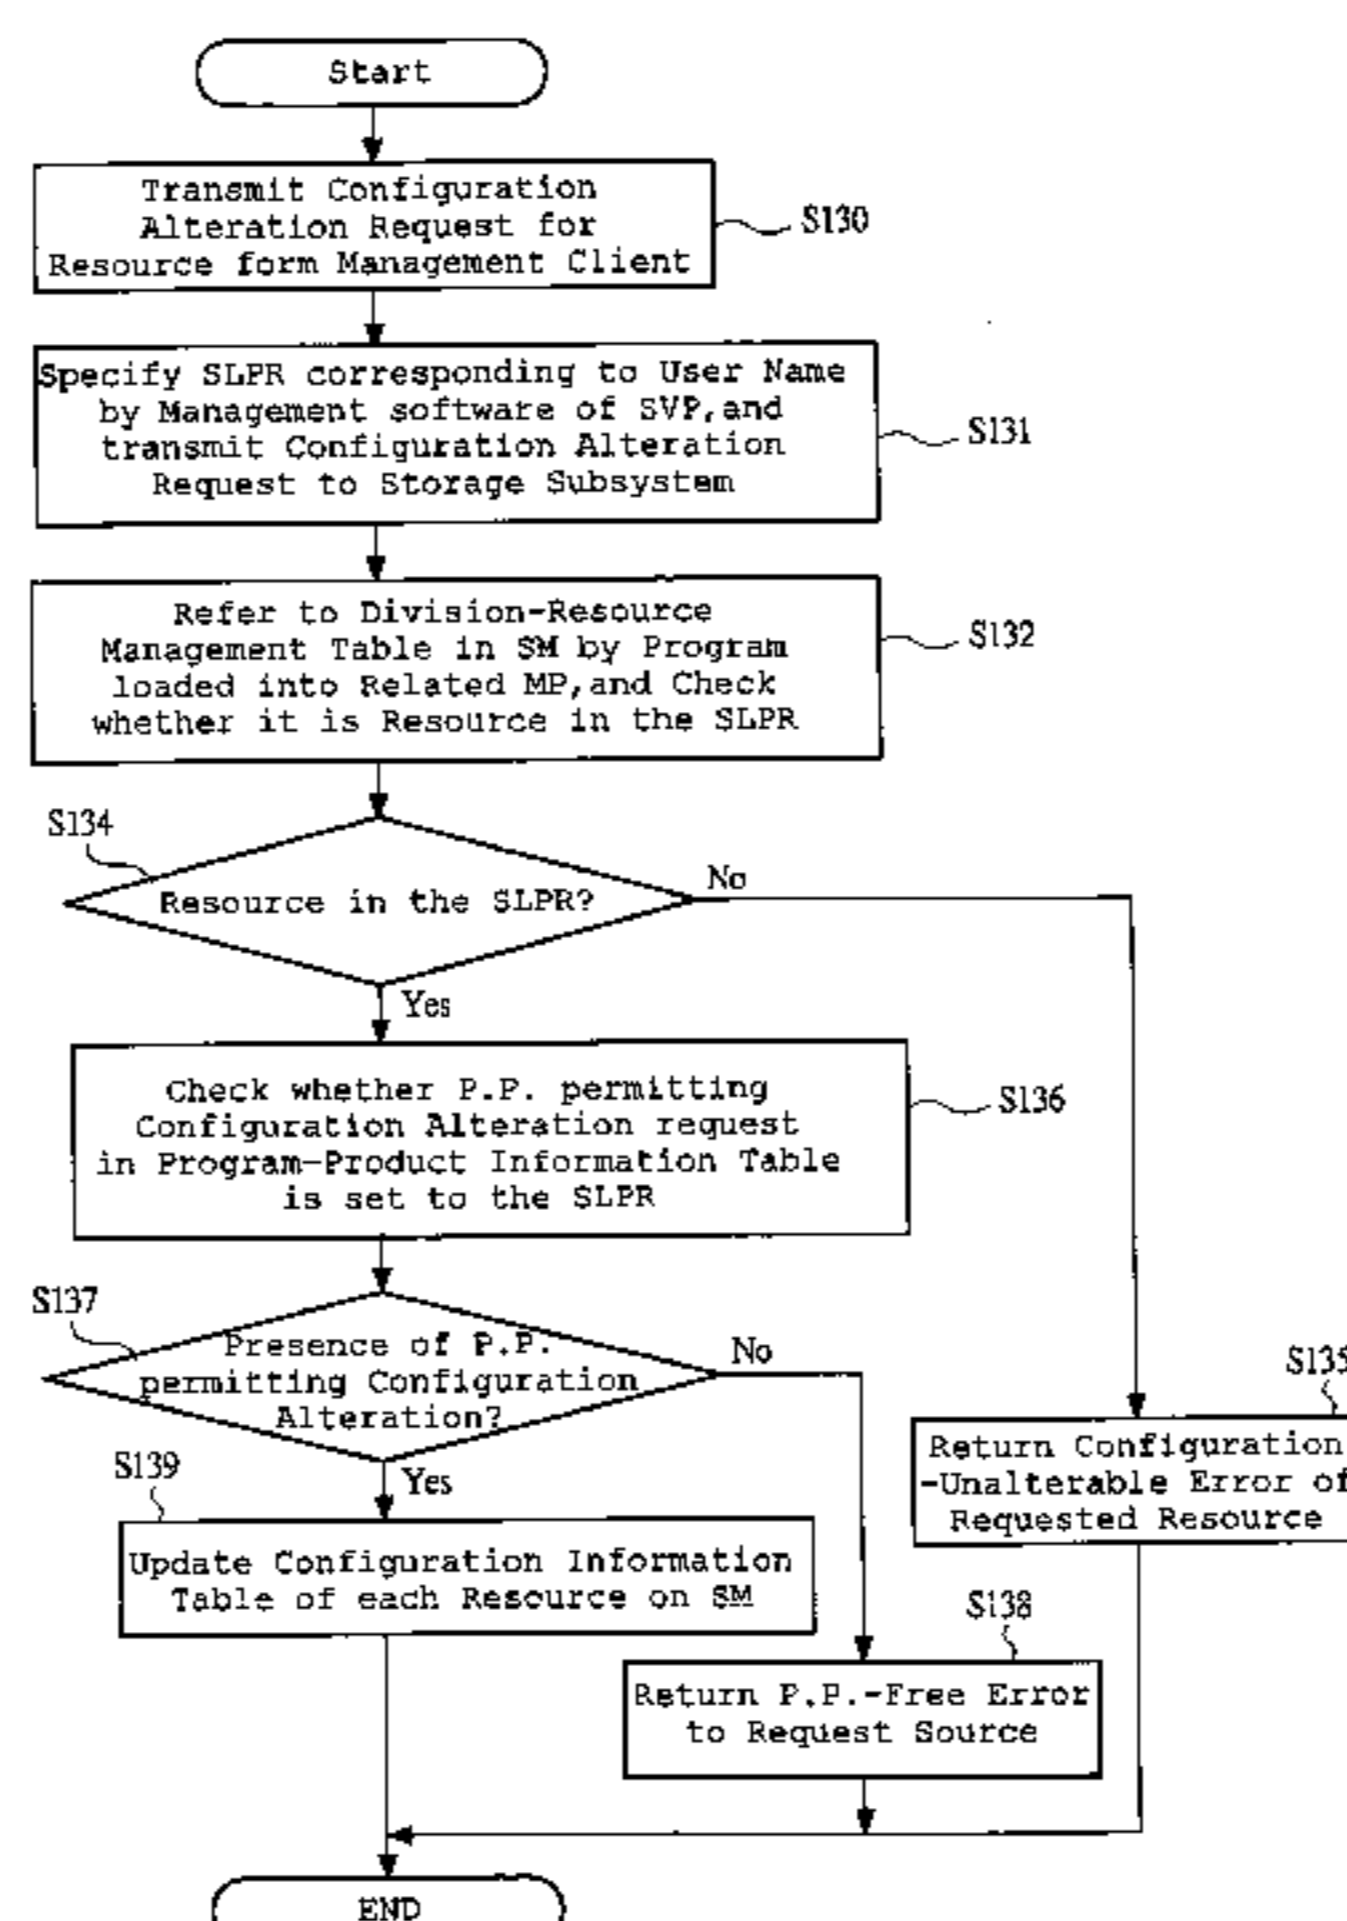 Start
Transmit Configuration
Alteration Request for
Resource form Management Client
S130
Specify SLPR corresponding to User Name
by Management software of SVP,and
transmit Configuration Alteration
Request to Storage Subsystem
S131
Refer to Division-Resource
Management Table in SM by Program
loaded into Related MP,and Check
whether it is Resource in the SLPR
S132
S134
Resource in the SLPR?
No
Yes
Check whether P.P. permitting
Configuration Alteration request
in Program-Product Information Table
is set to the SLPR
S136
S137
Presence of P.P.
permitting Configuration
Alteration?
No
Yes
S135
Return Configuration
-Unalterable Error of
Requested Resource
S139
Update Configuration Information
Table of each Resource on SM
S138
Return P.P.-Free Error
to Request Source
END